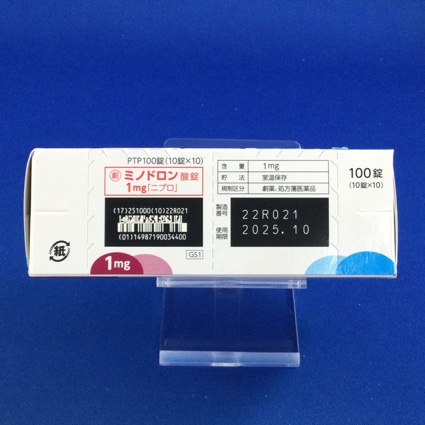 PTP100錠(10錠×10)
劇 ミノドロン酸錠
1mg「ニプロ」
(17)251000(10)22R021
(01)14987190034400
GS1
1mg
紙
含量 1mg
貯法 室温保存
規制区分 劇薬、処方箋医薬品
製造番号 22R021
使用期限 2025.10
100錠
(10錠×10)